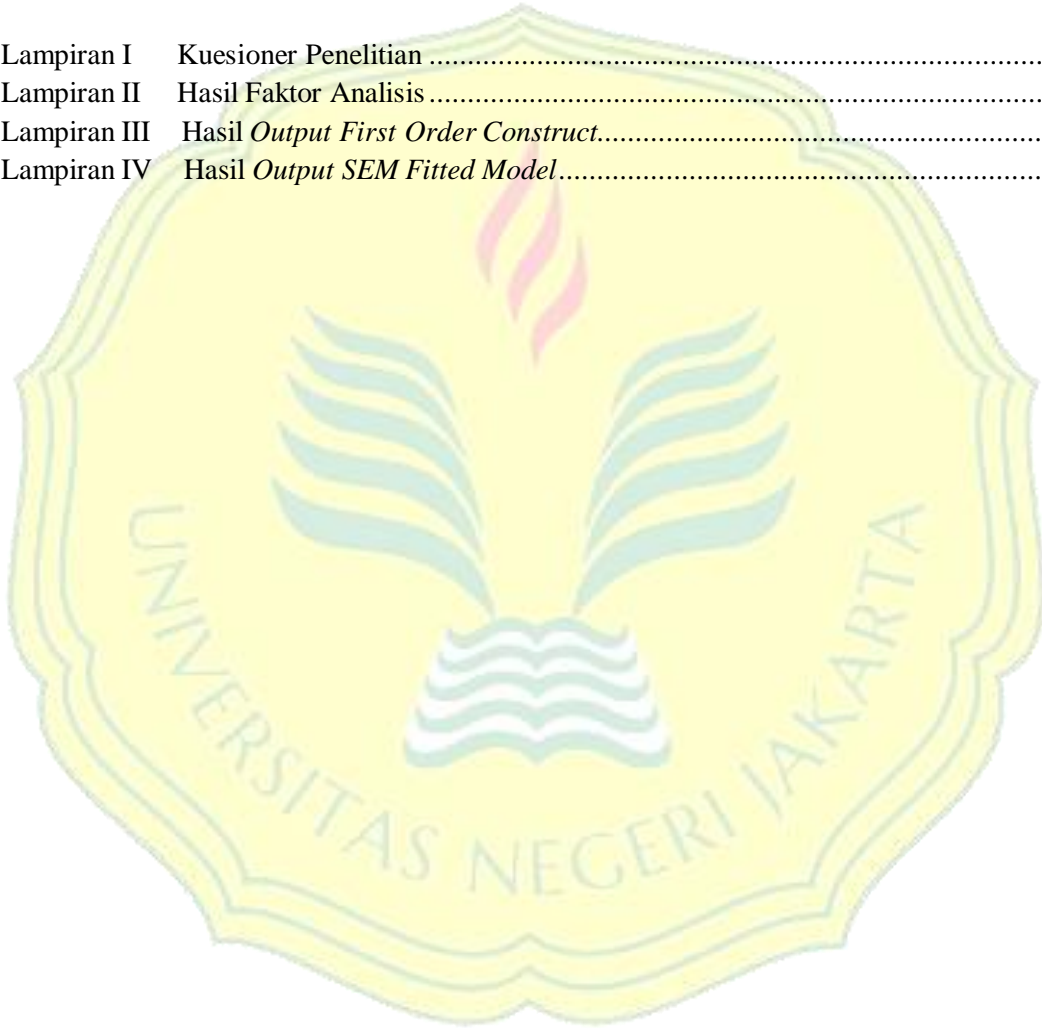 Lampiran I Kuesioner Penelitian ................................................................................
Lampiran II Hasil Faktor Analisis ................................................................................
Lampiran III Hasil Output First Order Construct..........................................................
Lampiran IV Hasil Output SEM Fitted Model...............................................................
UNIVERSITAS NEGERI JAKARTA